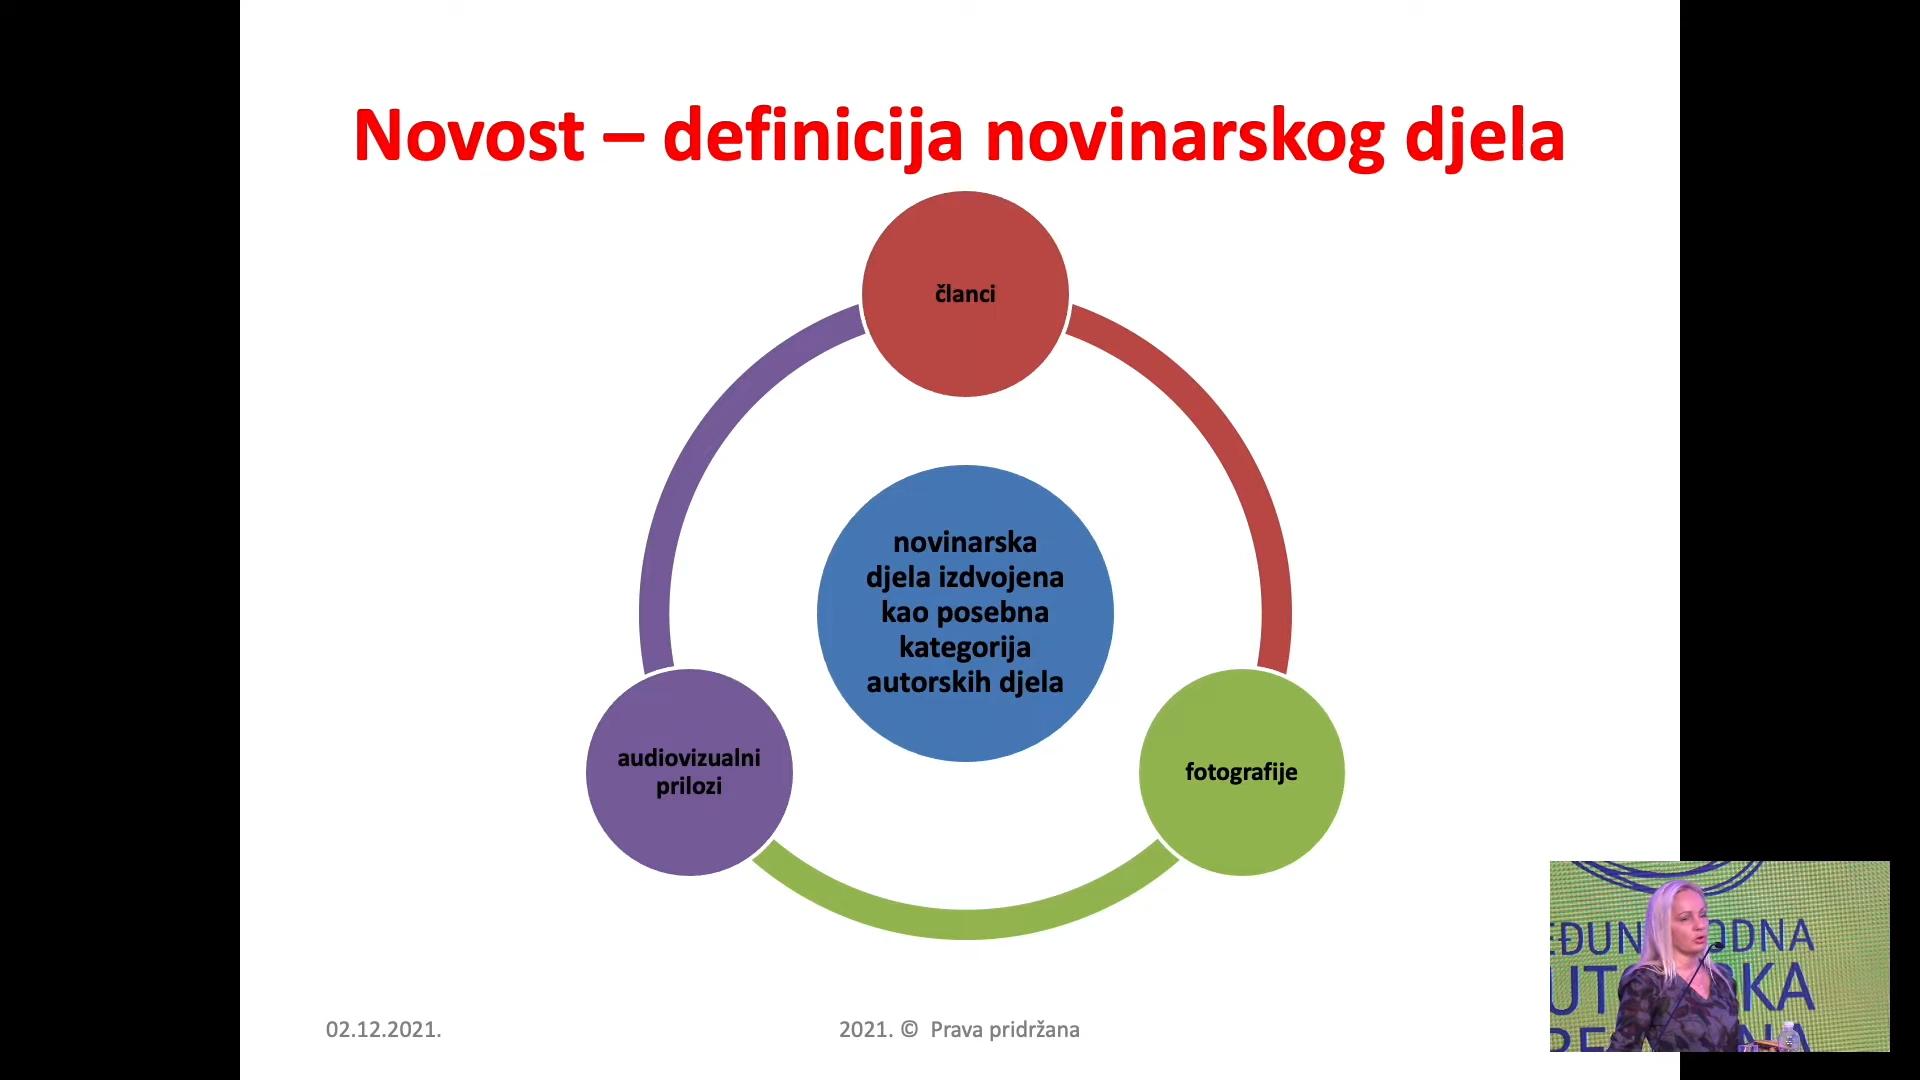 Novost – definicija novinarskog djela
članci
novinarska
djela izdvojena
kao posebna
kategorija
autorskih djela
audiovizualni
prilozi
fotografije
02.12.2021.
2021. © Prava pridržana